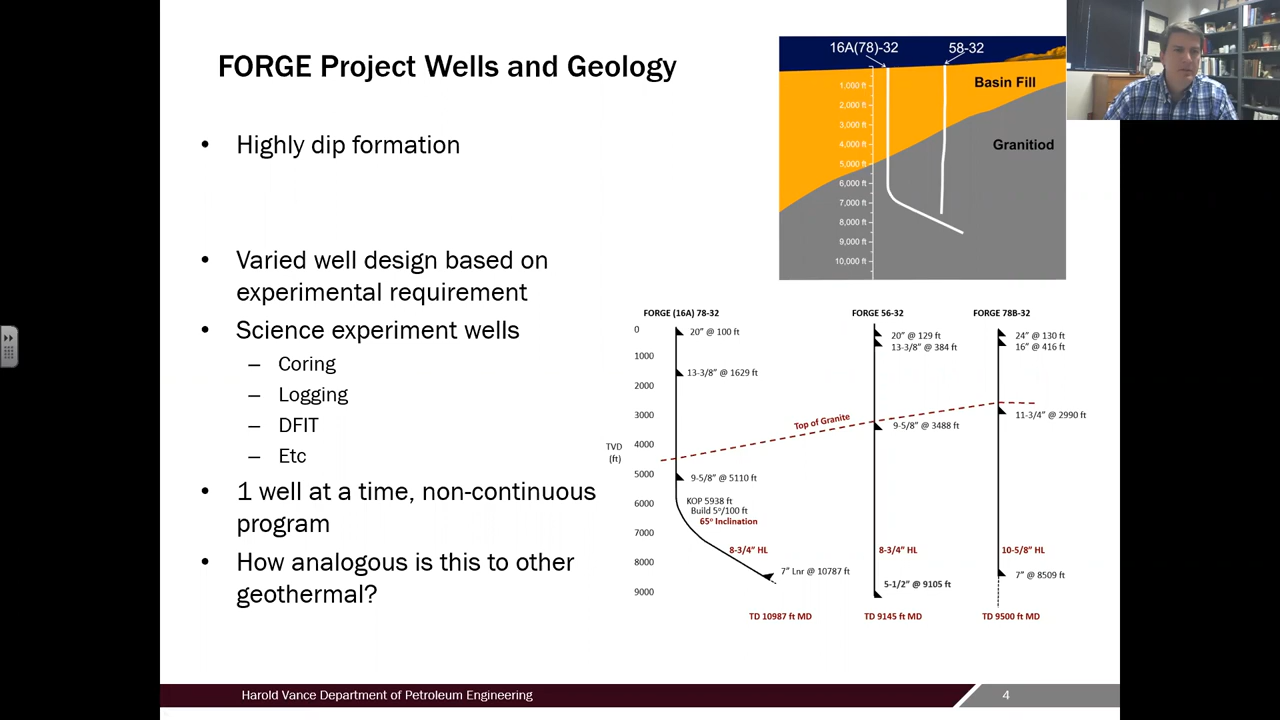 FORGE Project Wells and Geology
• Highly dip formation
• Varied well design based on
experimental requirement
• Science experiment wells
– Coring
– Logging
– DFIT
– Etc
• 1 well at a time, non-continuous
program
• How analogous is this to other
geothermal?
16A(78)-32
58-32
Basin Fill
Granitiod
1,000 ft
2,000 ft
3,000 ft
4,000 ft
5,000 ft
6,000 ft
7,000 ft
8,000 ft
9,000 ft
10,000 ft
FORGE (16A) 78-32
FORGE 56-32
FORGE 78B-32
TVD
(ft)
0
1000
2000
3000
4000
5000
6000
7000
8000
9000
20” @ 100 ft
13-3/8” @ 1629 ft
Top of Granite
9-5/8” @ 5110 ft
KOP 5938 ft
Build 5º/100 ft
65º Inclination
8-3/4” HL
7” Lnr @ 10787 ft
TD 10987 ft MD
20” @ 129 ft
13-3/8” @ 384 ft
9-5/8” @ 3488 ft
8-3/4” HL
5-1/2” @ 9105 ft
TD 9145 ft MD
24” @ 130 ft
16” @ 416 ft
11-3/4” @ 2990 ft
10-5/8” HL
7” @ 8509 ft
TD 9500 ft MD
Harold Vance Department of Petroleum Engineering
4